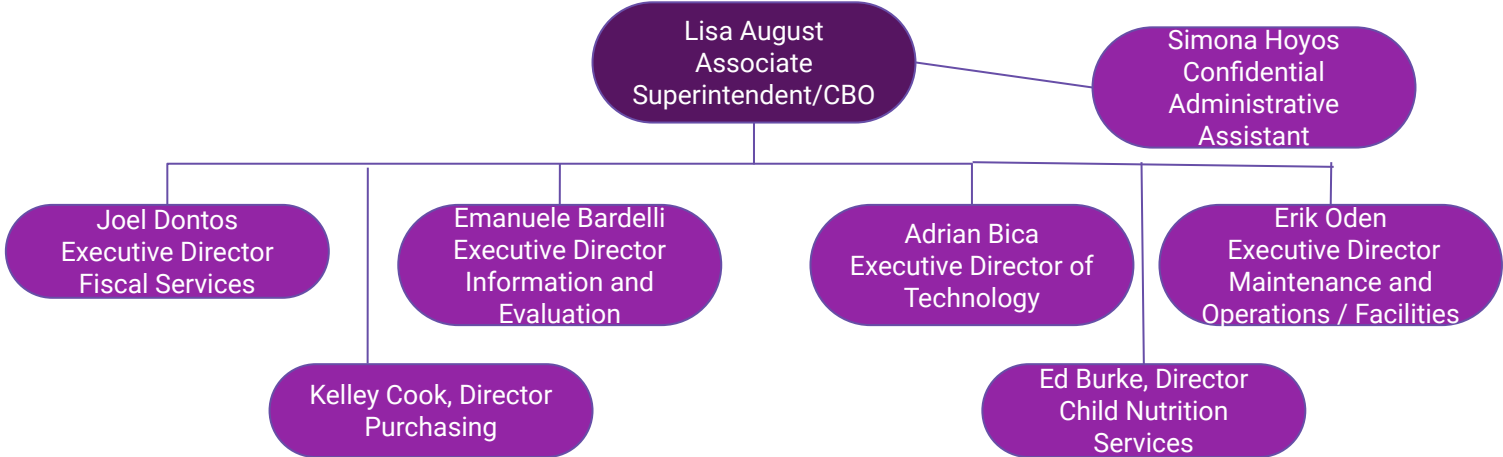 Lisa August
Associate
Superintendent/CBO
Simona Hoyos
Confidential
Administrative
Assistant
Joel Dontos
Executive Director
Fiscal Services
Emanuele Bardelli
Executive Director
Information and
Evaluation
Adrian Bica
Executive Director of
Technology
Erik Oden
Executive Director
Maintenance and
Operations / Facilities
Kelley Cook, Director
Purchasing
Ed Burke, Director
Child Nutrition
Services